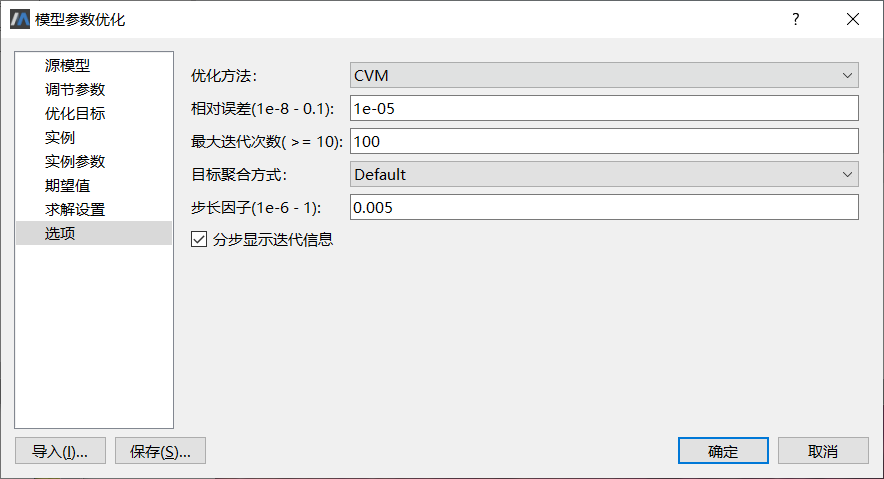 模型参数优化
?
源模型
调节参数
优化目标
实例
实例参数
期望值
求解设置
选项
优化方法: CVM
相对误差(1e-8 - 0.1): 1e-05
最大迭代次数( >= 10): 100
目标聚合方式: Default
步长因子(1e-6 - 1): 0.005
分步显示迭代信息
导入(I)... 保存(S)... 确定 取消